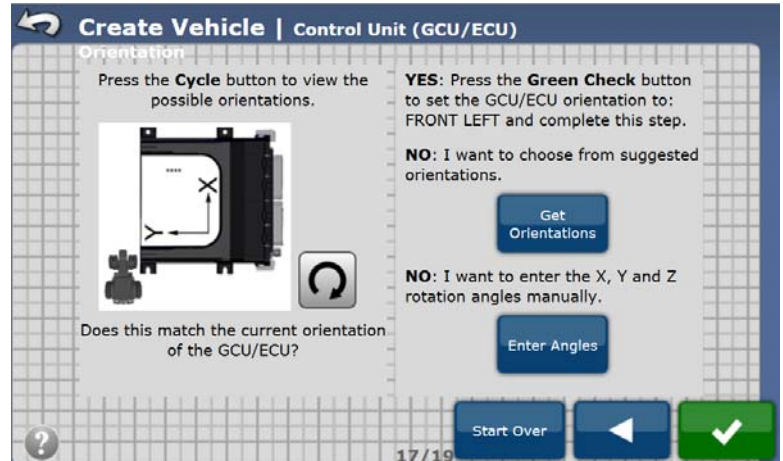 Create Vehicle | Control Unit (GCU/ECU)
Orientation
Press the Cycle button to view the
possible orientations.
X
Y
Does this match the current orientation
of the GCU/ECU?
YES: Press the Green Check button
to set the GCU/ECU orientation to:
FRONT LEFT and complete this step.
NO: I want to choose from suggested
orientations.
Get
Orientations
NO: I want to enter the X, Y and Z
rotation angles manually.
Enter Angles
?
17/19
Start Over